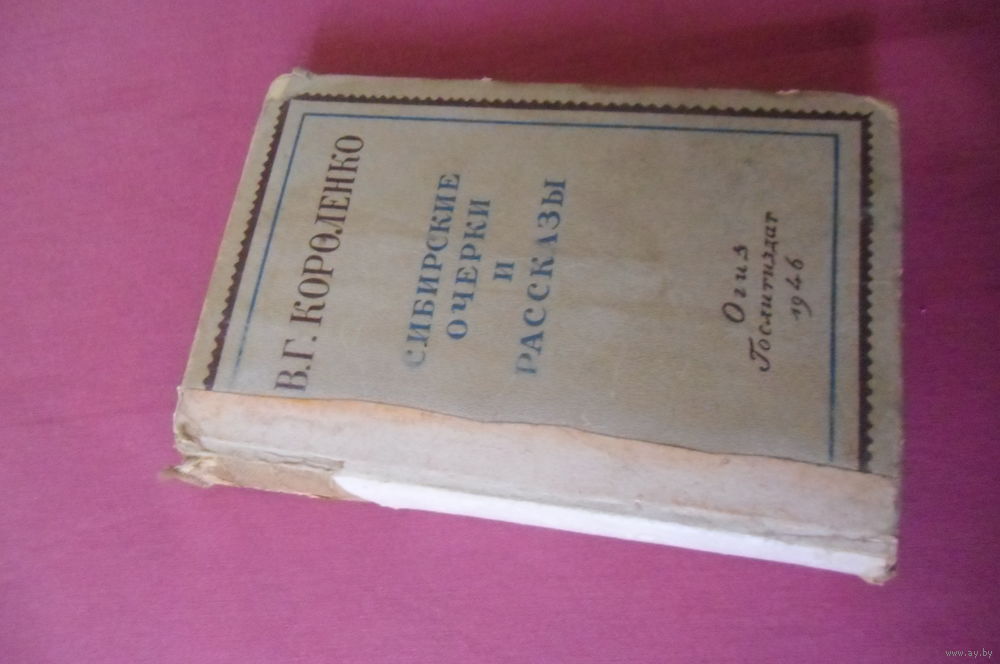 В.Г. КОРОЛЕНКО
СИБИРСКИЕ
ОЧЕРКИ
И
РАССКАЗЫ
Огиз
Гослитиздат
1946
www.ay.by